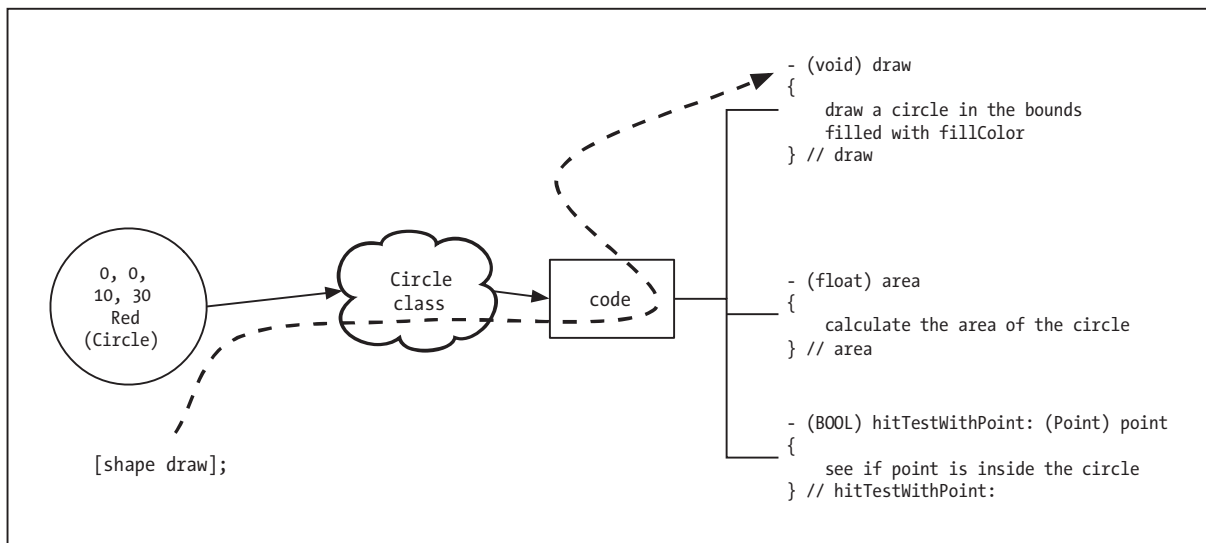 0, 0,
10, 30
Red
(Circle)
[shape draw];
Circle
class
code
- (void) draw
{
draw a circle in the bounds
filled with fillColor
} // draw
- (float) area
{
calculate the area of the circle
} // area
- (BOOL) hitTestWithPoint: (Point) point
{
see if point is inside the circle
} // hitTestWithPoint: